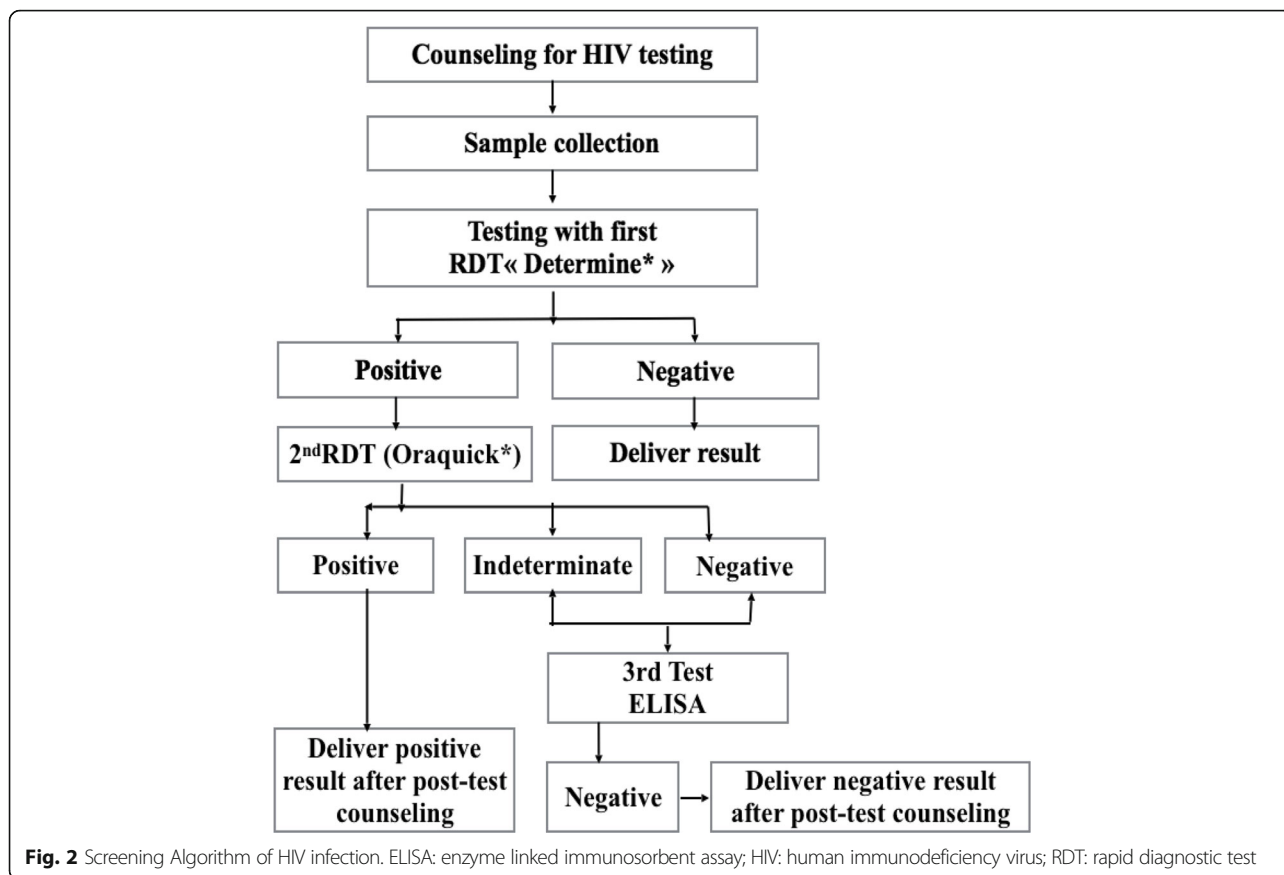 Counseling for HIV testing
Sample collection
Testing with first
RDT« Determine* »
Positive
Negative
2ndRDT (Oraquick*)
Deliver result
Positive
Indeterminate
Negative
3rd Test
ELISA
Deliver positive
result after post-test
counseling
Negative
Deliver negative result
after post-test counseling
Fig. 2 Screening Algorithm of HIV infection. ELISA: enzyme linked immunosorbent assay; HIV: human immunodeficiency virus; RDT: rapid diagnostic test